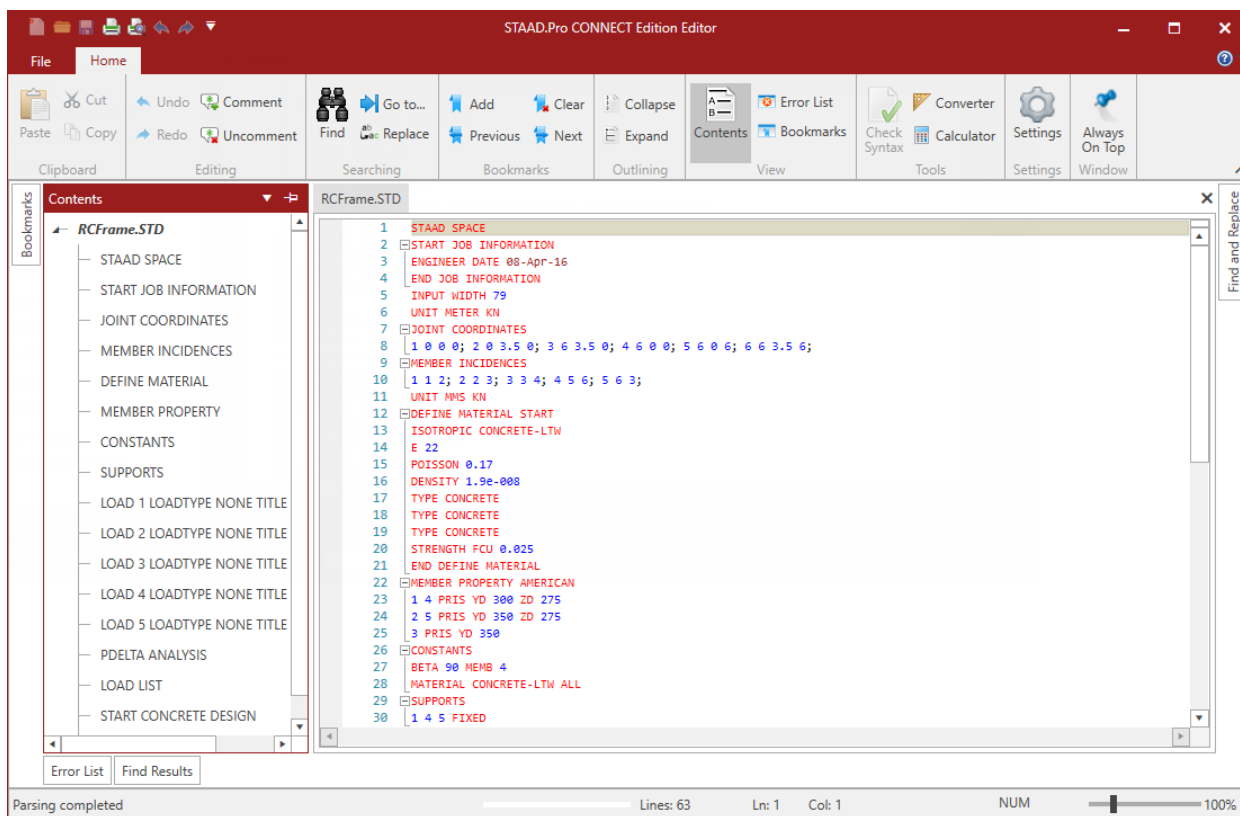 STAAD.Pro CONNECT Edition Editor
File Home
Paste Cut Copy
Clipboard
Undo Comment
Redo Uncomment
Editing
Find Go to... Replace
Searching
Add Clear
Previous Next
Bookmarks
Collapse
Expand
Outlining
Contents Error List Bookmarks
View
Check Syntax Converter Calculator
Tools
Settings
Settings
Always On Top
Window
Bookmarks
Contents
RCFrame.STD
STAAD SPACE
START JOB INFORMATION
JOINT COORDINATES
MEMBER INCIDENCES
DEFINE MATERIAL
MEMBER PROPERTY
CONSTANTS
SUPPORTS
LOAD 1 LOADTYPE NONE TITLE
LOAD 2 LOADTYPE NONE TITLE
LOAD 3 LOADTYPE NONE TITLE
LOAD 4 LOADTYPE NONE TITLE
LOAD 5 LOADTYPE NONE TITLE
PDELTA ANALYSIS
LOAD LIST
START CONCRETE DESIGN
RCFrame.STD
1 STAAD SPACE
2 START JOB INFORMATION
3 ENGINEER DATE 08-Apr-16
4 END JOB INFORMATION
5 INPUT WIDTH 79
6 UNIT METER KN
7 JOINT COORDINATES
8 1 0 0 0; 2 0 3.5 0; 3 6 3.5 0; 4 6 0 0; 5 6 0 6; 6 6 3.5 6;
9 MEMBER INCIDENCES
10 1 1 2; 2 2 3; 3 3 4; 4 5 6; 5 6 3;
11 UNIT MMS KN
12 DEFINE MATERIAL START
13 ISOTROPIC CONCRETE-LTW
14 E 22
15 POISSON 0.17
16 DENSITY 1.9e-008
17 TYPE CONCRETE
18 TYPE CONCRETE
19 TYPE CONCRETE
20 STRENGTH FCU 0.025
21 END DEFINE MATERIAL
22 MEMBER PROPERTY AMERICAN
23 1 4 PRIS YD 300 ZD 275
24 2 5 PRIS YD 350 ZD 275
25 3 PRIS YD 350
26 CONSTANTS
27 BETA 90 MEMB 4
28 MATERIAL CONCRETE-LTW ALL
29 SUPPORTS
30 1 4 5 FIXED
Find and Replace
Error List Find Results
Parsing completed Lines: 63 Ln: 1 Col: 1 NUM 100%